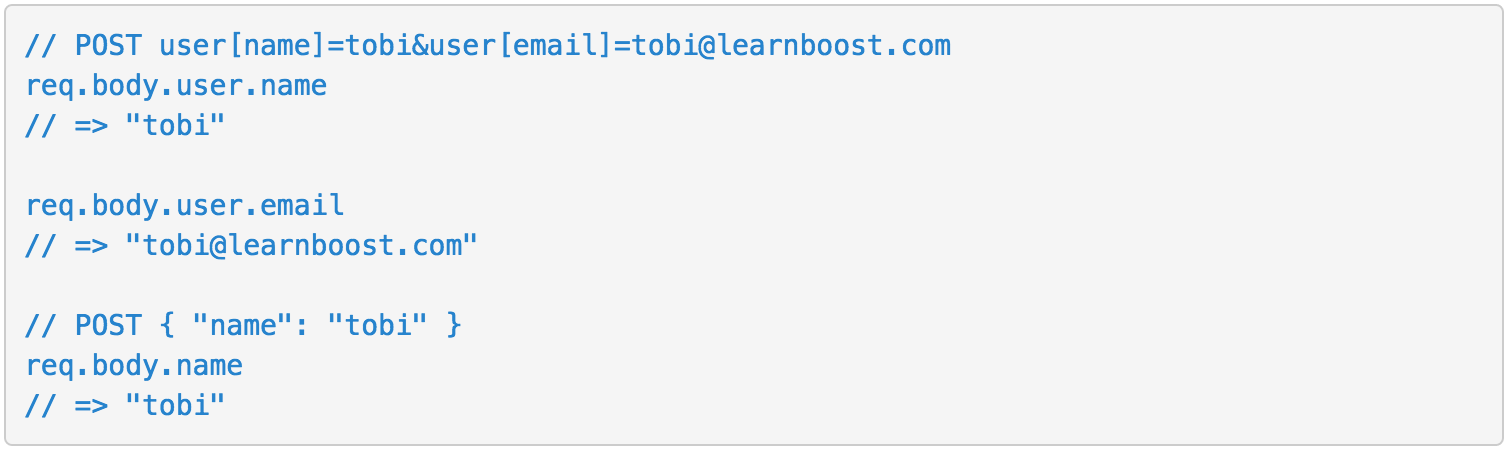 // POST user[name]=tobi&user[email]=tobi@learnboost.com
req.body.user.name
// => "tobi"
req.body.user.email
// => "tobi@learnboost.com"
// POST { "name": "tobi" }
req.body.name
// => "tobi"